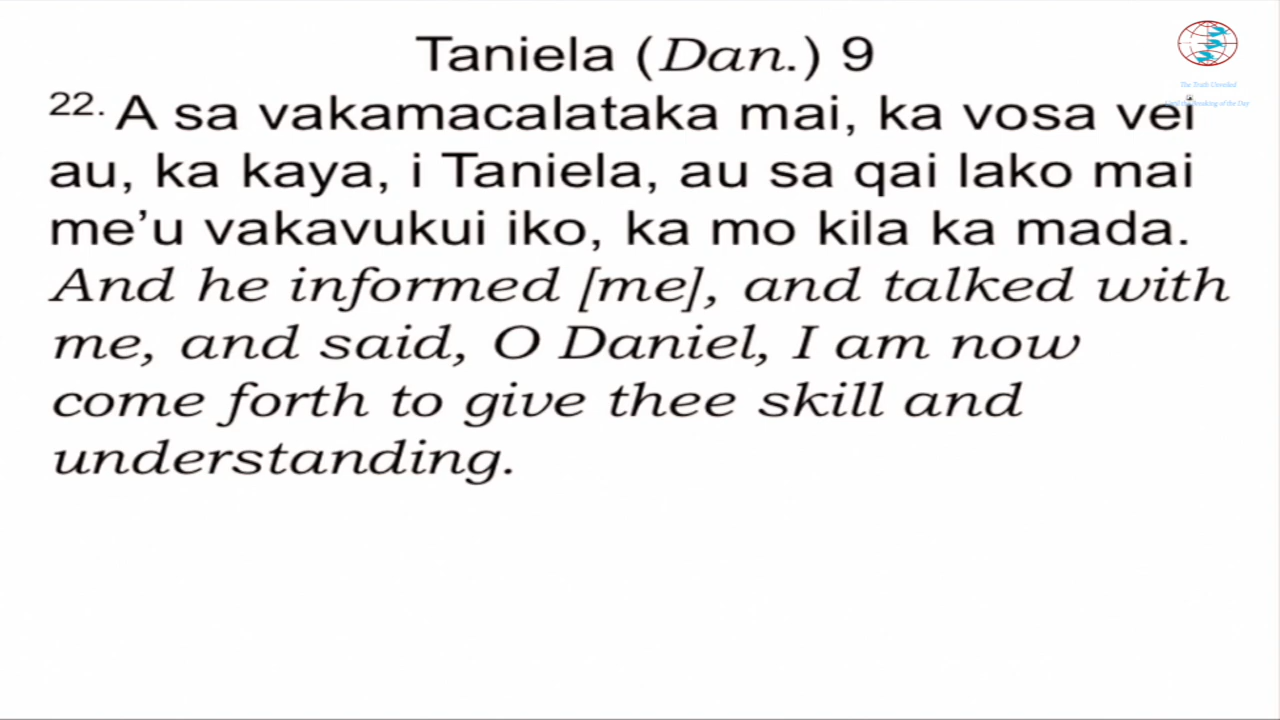 Taniela (Dan.) 9
The Truth Unveiled
22. A sa vakamacalataka mai, ka vosa vei
au, ka kaya, i Taniela, au sa qai lako mai
me’u vakavukui iko, ka mo kila ka mada.
And he informed [me], and talked with
me, and said, O Daniel, I am now
come forth to give thee skill and
understanding.